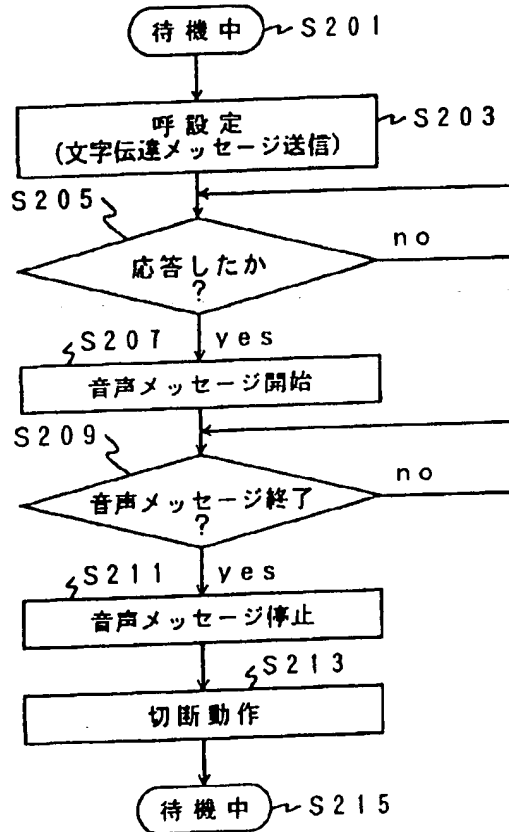 待機中 S201
呼設定 S203
(文字伝達メッセージ送信)
S205
応答したか no
?
S207 yes
音声メッセージ開始
S209
音声メッセージ終了 no
?
S211 yes
音声メッセージ停止
S213
切断動作
待機中 S215